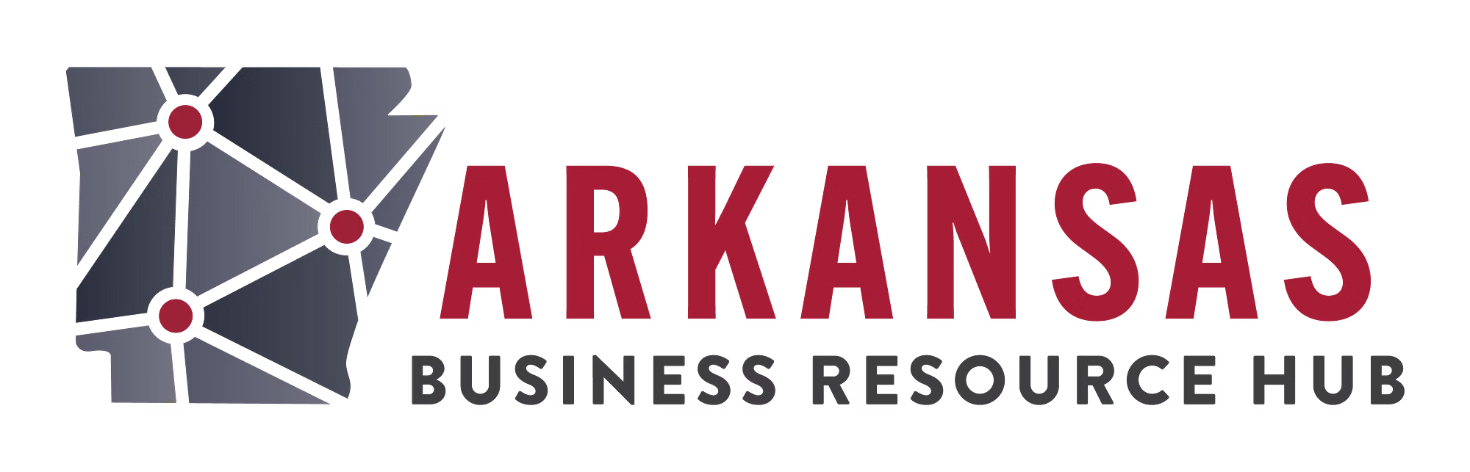 ARKANSAS
BUSINESS RESOURCE HUB